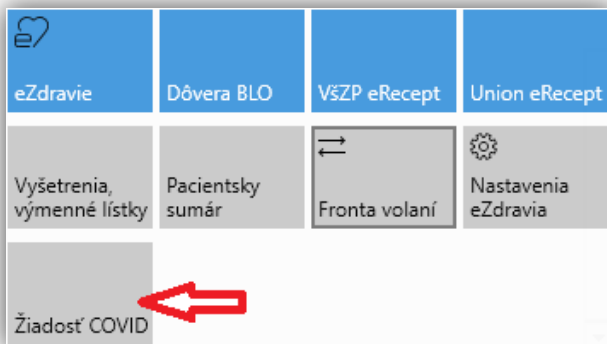 eZdravie
Dôvera BLO
VšZP eRecept
Union eRecept
Vyšetrenia,
výmenné lístky
Pacientsky
sumár
Fronta volaní
Nastavenia
eZdravia
Žiadosť COVID